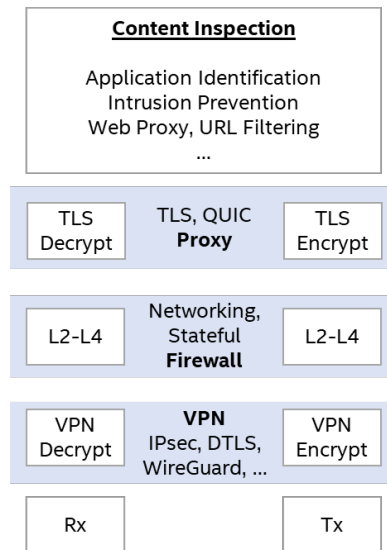 Content Inspection
Application Identification
Intrusion Prevention
Web Proxy, URL Filtering
...
TLS
Decrypt
TLS, QUIC
Proxy
TLS
Encrypt
L2-L4
Networking,
Stateful
Firewall
L2-L4
VPN
Decrypt
VPN
IPsec, DTLS,
WireGuard, ...
VPN
Encrypt
Rx
Tx